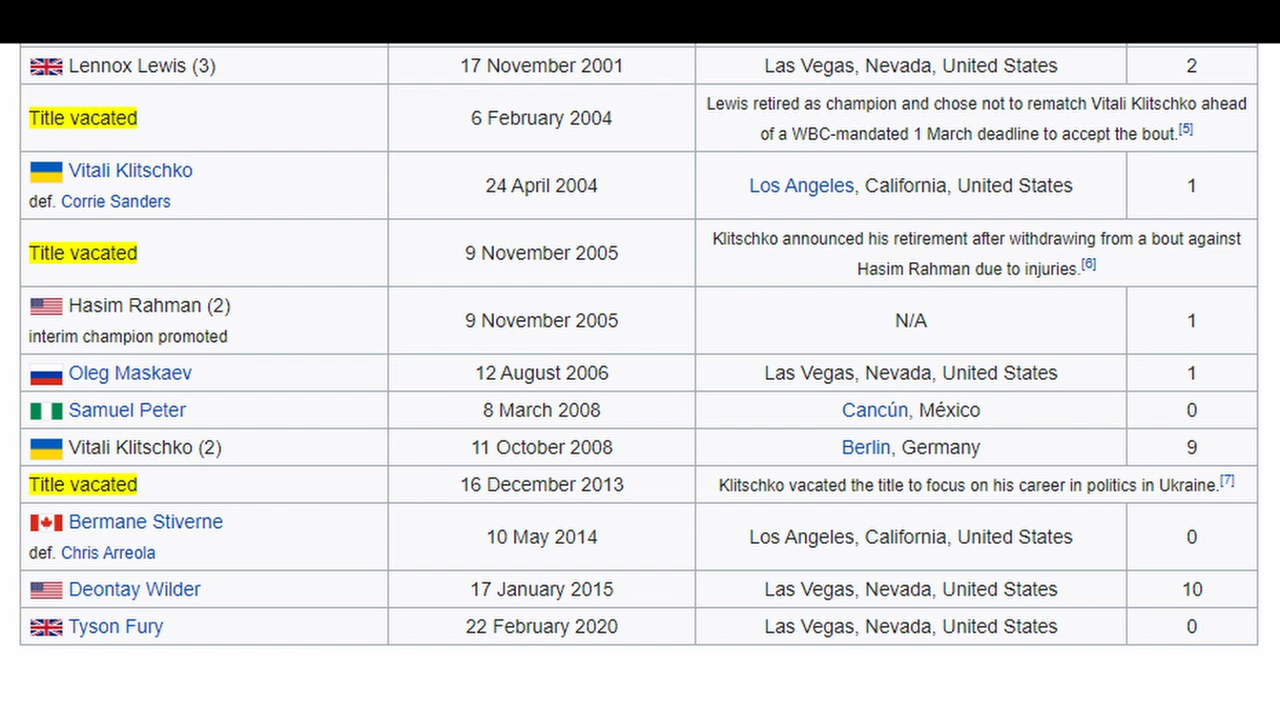 Lennox Lewis (3) 17 November 2001 Las Vegas, Nevada, United States 2
Title vacated 6 February 2004 Lewis retired as champion and chose not to rematch Vitali Klitschko ahead
of a WBC-mandated 1 March deadline to accept the bout.[5]
Vitali Klitschko
def. Corrie Sanders 24 April 2004 Los Angeles, California, United States 1
Title vacated 9 November 2005 Klitschko announced his retirement after withdrawing from a bout against
Hasim Rahman due to injuries.[6]
Hasim Rahman (2)
interim champion promoted 9 November 2005 N/A 1
Oleg Maskaev 12 August 2006 Las Vegas, Nevada, United States 1
Samuel Peter 8 March 2008 Cancún, México 0
Vitali Klitschko (2) 11 October 2008 Berlin, Germany 9
Title vacated 16 December 2013 Klitschko vacated the title to focus on his career in politics in Ukraine.[7]
Bermane Stiverne
def. Chris Arreola 10 May 2014 Los Angeles, California, United States 0
Deontay Wilder 17 January 2015 Las Vegas, Nevada, United States 10
Tyson Fury 22 February 2020 Las Vegas, Nevada, United States 0